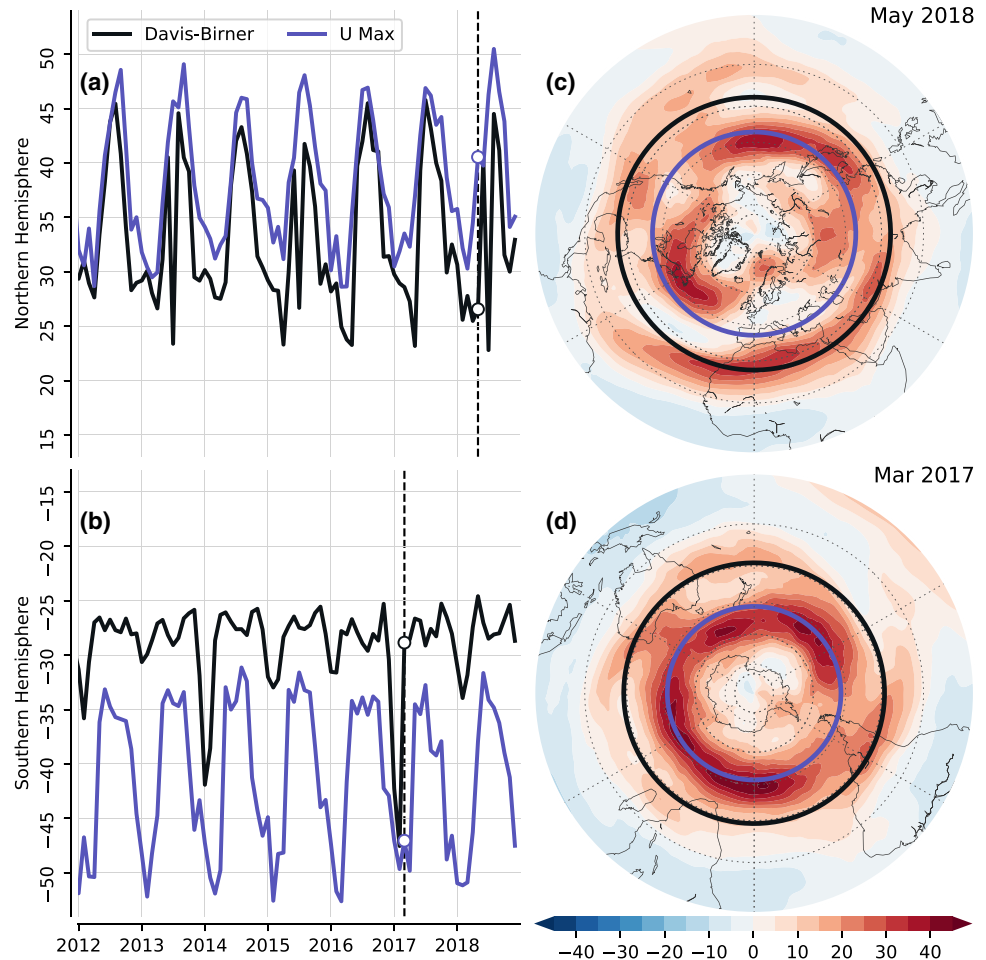 Davis-Birner U Max
(a)
Northern Hemisphere
50
45
40
35
30
25
20
15
May 2018
(c)
(b)
Southern Hemisphere
−15
−20
−25
−30
−35
−40
−45
−50
2012 2013 2014 2015 2016 2017 2018
Mar 2017
(d)
−40 −30 −20 −10 0 10 20 30 40